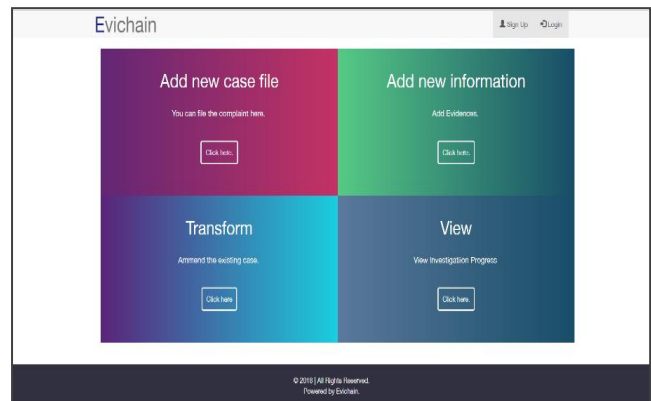 Evichain
Sign Up Login
Add new case file
You can file the complaint here.
Click here.
Add new information
Add Evidences.
Click here.
Transform
Ammend the existing case.
Click here
View
View Investigation Progress
Click here.
© 2018 | All Rights Reserved.
Powered by Evichain.